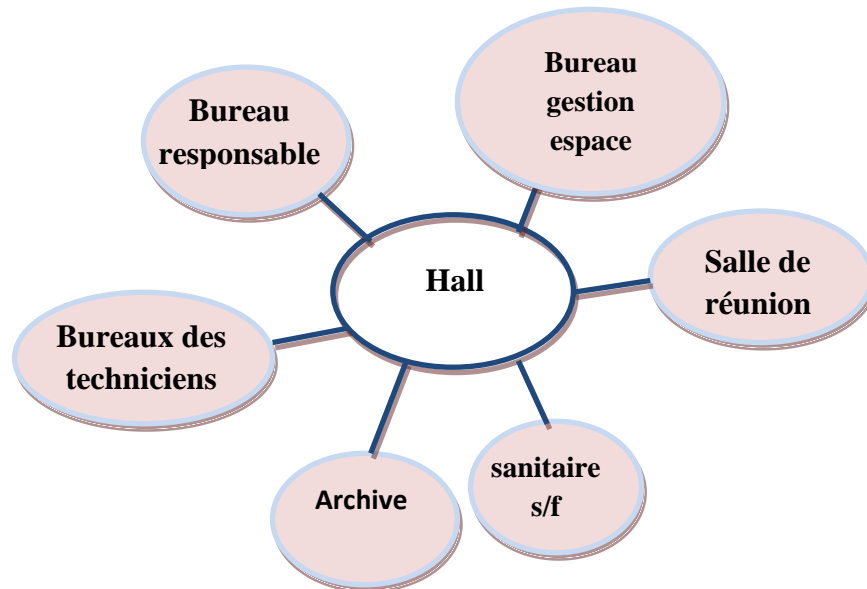 Bureau
gestion
espace
Bureau
responsable
Hall
Salle de
réunion
Bureaux des
techniciens
sanitaire
s/f
Archive